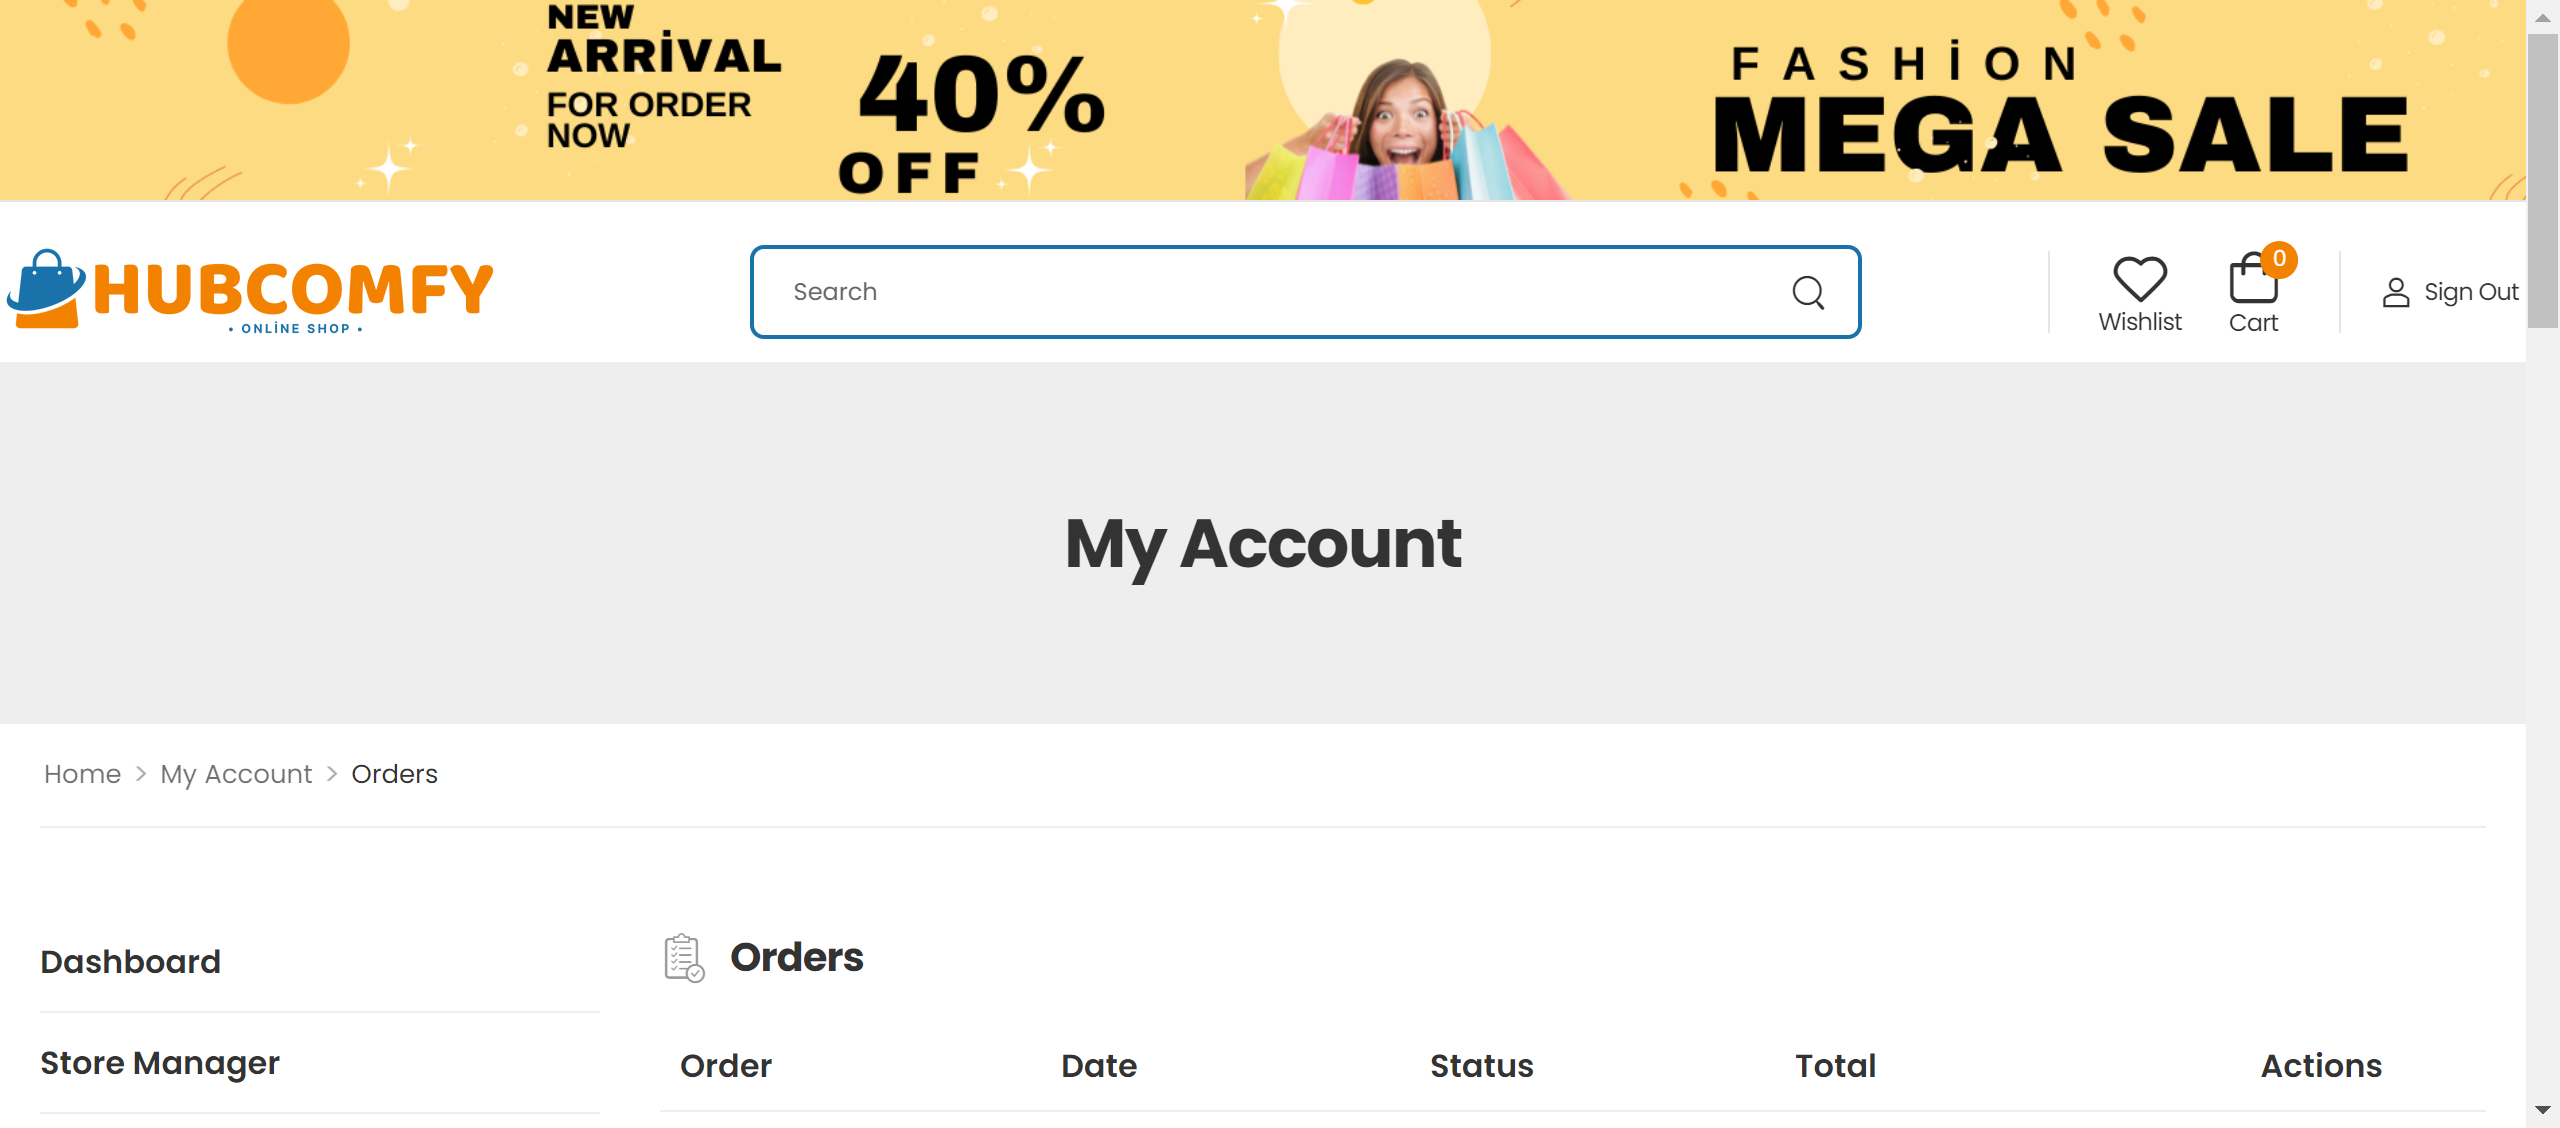 NEW
ARRİVAL
FOR ORDER
NOW
40%
OFF
FASHİON
MEGA SALE
HUBCOMFY
• ONLİNE SHOP •
Search
Wishlist
0
Cart
Sign Out
My Account
Home > My Account > Orders
Dashboard
Store Manager
Orders
Order Date Status Total Actions